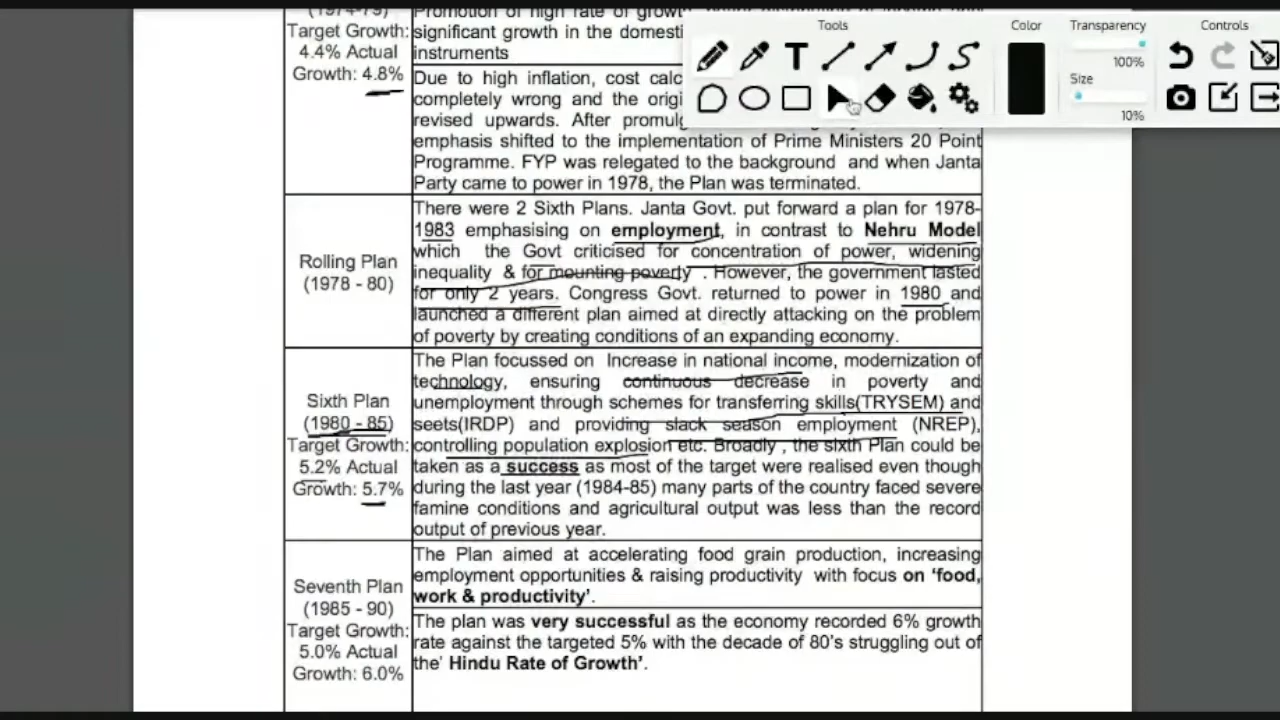 (1974-79)
Target Growth:
4.4% Actual
Growth: 4.8%
Promotion of high rate of growth,
significant growth in the domesti
instruments
Due to high inflation, cost calc
completely wrong and the origi
revised upwards. After promulg
emphasis shifted to the implementation of Prime Ministers 20 Point
Programme. FYP was relegated to the background and when Janta
Party came to power in 1978, the Plan was terminated.
Tools
Color
Transparency
100%
Size
10%
Controls
T
Rolling Plan
(1978 - 80)
There were 2 Sixth Plans. Janta Govt. put forward a plan for 1978-
1983 emphasising on employment, in contrast to Nehru Model
which the Govt criticised for concentration of power, widening
inequality & for mounting poverty . However, the government lasted
for only 2 years. Congress Govt. returned to power in 1980 and
launched a different plan aimed at directly attacking on the problem
of poverty by creating conditions of an expanding economy.
Sixth Plan
(1980 - 85)
Target Growth:
5.2% Actual
Growth: 5.7%
The Plan focussed on Increase in national income, modernization of
technology, ensuring continuous decrease in poverty and
unemployment through schemes for transferring skills(TRYSEM) and
seets(IRDP) and providing slack season employment (NREP),
controlling population explosion etc. Broadly , the sixth Plan could be
taken as a success as most of the target were realised even though
during the last year (1984-85) many parts of the country faced severe
famine conditions and agricultural output was less than the record
output of previous year.
Seventh Plan
(1985 - 90)
Target Growth:
5.0% Actual
Growth: 6.0%
The Plan aimed at accelerating food grain production, increasing
employment opportunities & raising productivity with focus on 'food,
work & productivity'.
The plan was very successful as the economy recorded 6% growth
rate against the targeted 5% with the decade of 80's struggling out of
the' Hindu Rate of Growth'.